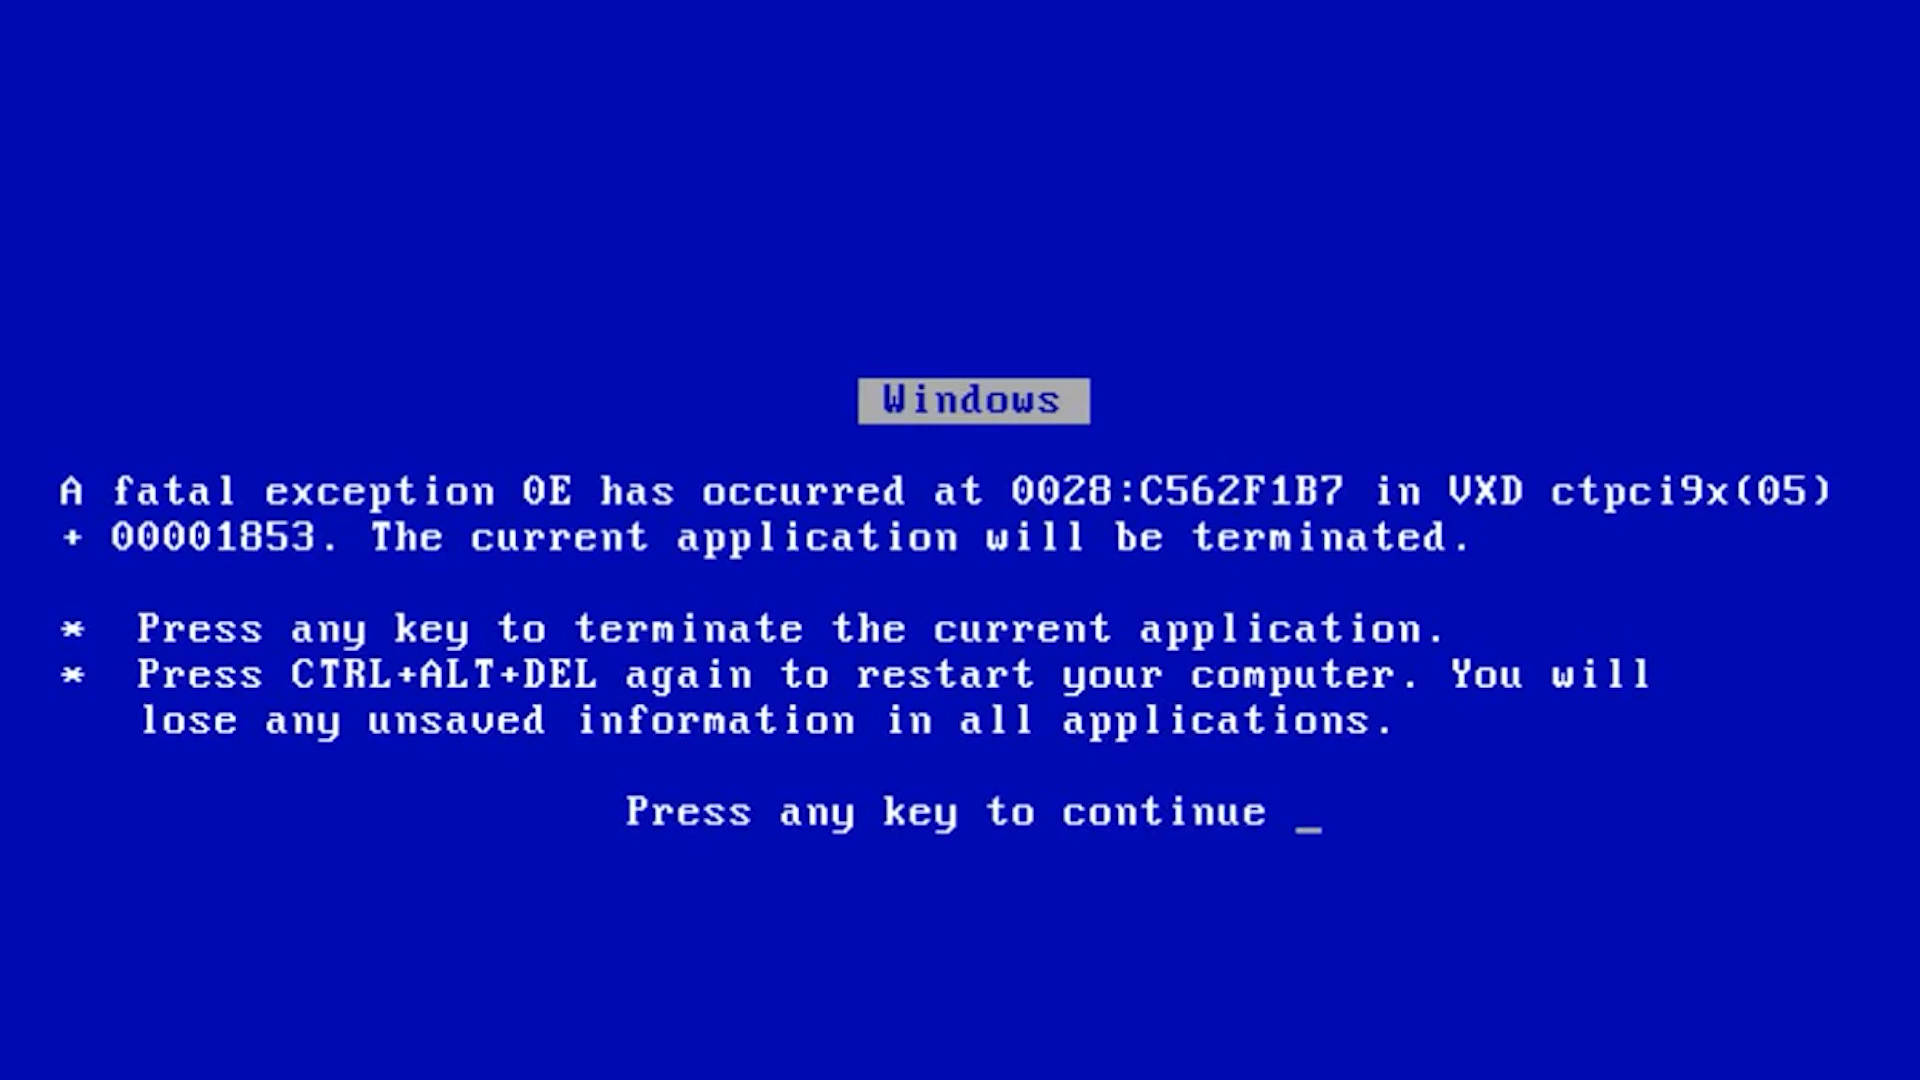 Windows
A fatal exception 0E has occurred at 0028:C562F1B7 in VXD ctpci9x(05)
+ 00001853. The current application will be terminated.
* Press any key to terminate the current application.
* Press CTRL+ALT+DEL again to restart your computer. You will
lose any unsaved information in all applications.
Press any key to continue _